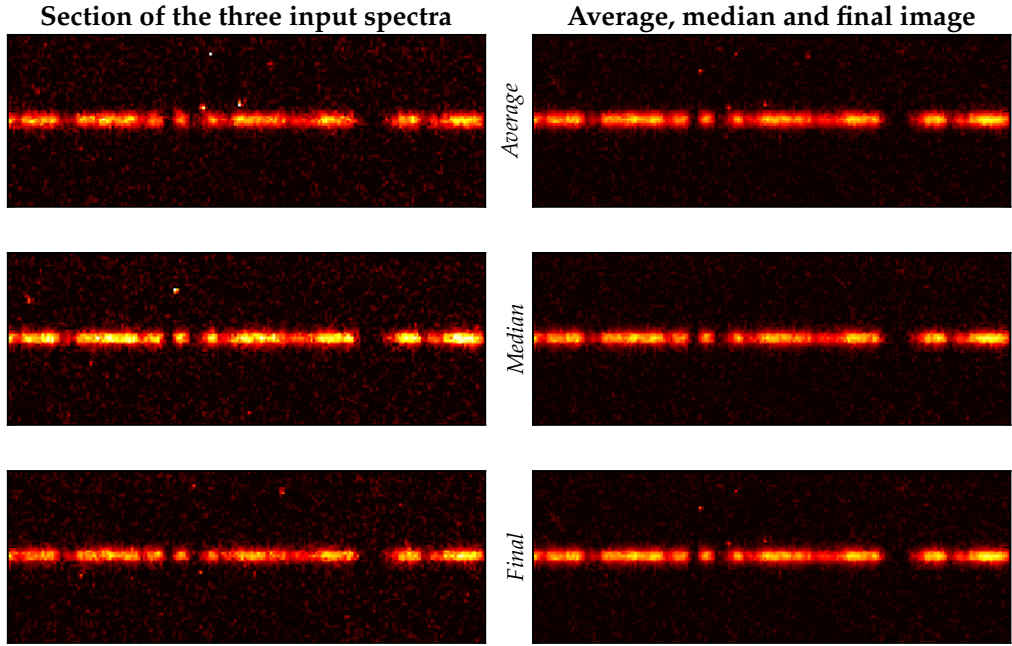 Section of the three input spectra
Average, median and final image
Average
Median
Final